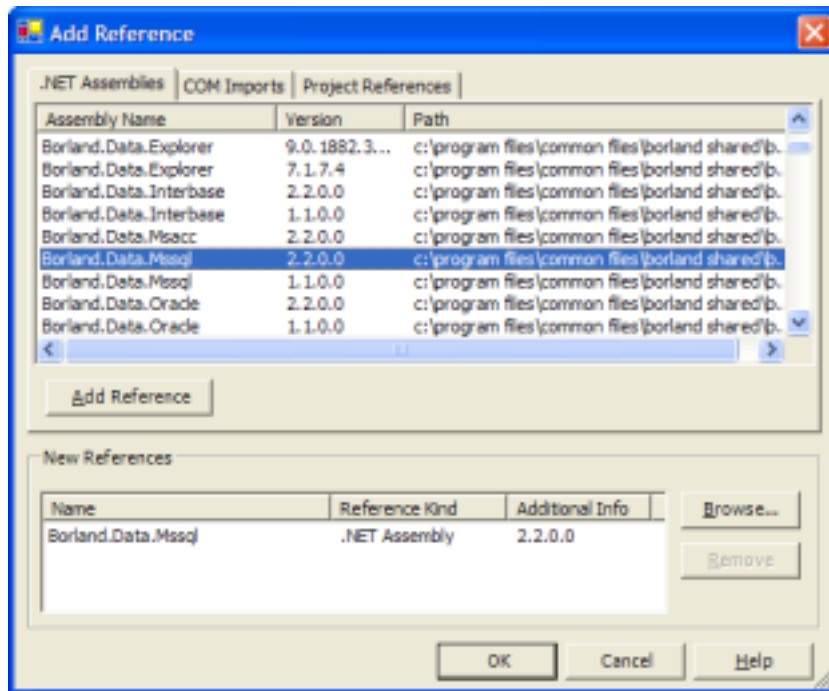 Add Reference
.NET Assemblies COM Imports Project References
Assembly Name Version Path
Borland.Data.Explorer 9.0.1882.3... c:\program files\common files\borland shared\b..
Borland.Data.Explorer 7.1.7.4 c:\program files\common files\borland shared\b..
Borland.Data.Interbase 2.2.0.0 c:\program files\common files\borland shared\b..
Borland.Data.Interbase 1.1.0.0 c:\program files\common files\borland shared\b..
Borland.Data.Msacc 2.2.0.0 c:\program files\common files\borland shared\b..
Borland.Data.Mssql 2.2.0.0 c:\program files\common files\borland shared\b..
Borland.Data.Mssql 1.1.0.0 c:\program files\common files\borland shared\b..
Borland.Data.Oracle 2.2.0.0 c:\program files\common files\borland shared\b..
Borland.Data.Oracle 1.1.0.0 c:\program files\common files\borland shared\b..
Add Reference
New References
Name Reference Kind Additional Info
Borland.Data.Mssql .NET Assembly 2.2.0.0
Browse...
Remove
OK Cancel Help